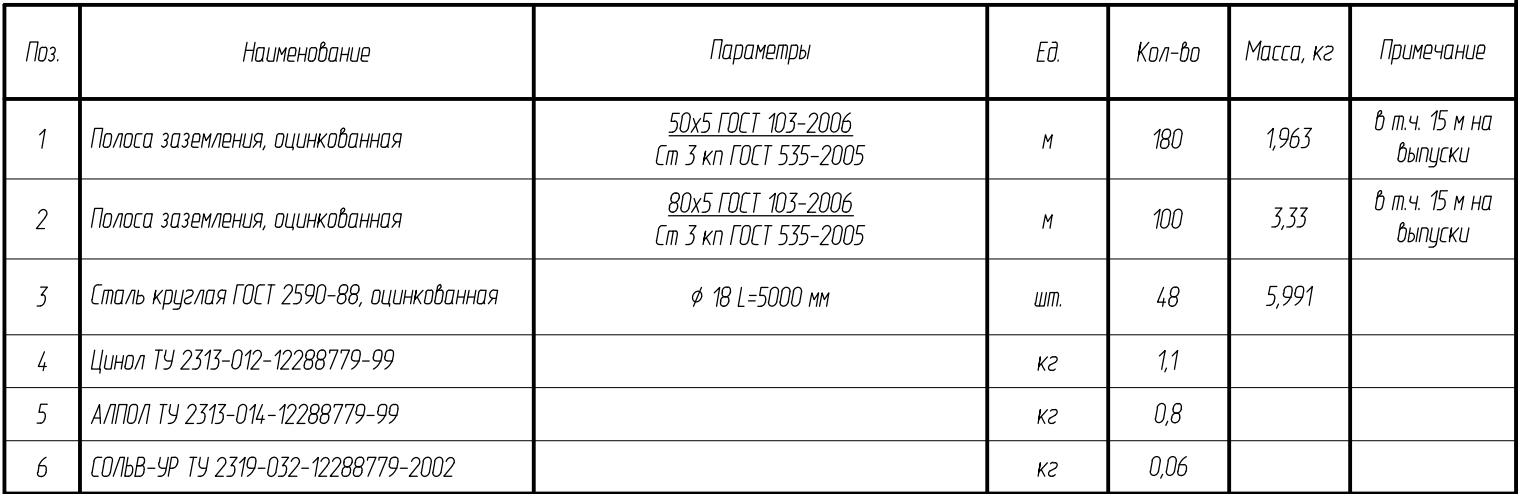 Поз. Наименование Параметры Ед. Кол-во Масса, кг Примечание
1 Полоса заземления, оцинкованная 50х5 ГОСТ 103-2006 м 180 1,963 в т.ч. 15 м на
Ст 3 кп ГОСТ 535-2005 выпуски
2 Полоса заземления, оцинкованная 80х5 ГОСТ 103-2006 м 100 3,33 в т.ч. 15 м на
Ст 3 кп ГОСТ 535-2005 выпуски
3 Сталь круглая ГОСТ 2590-88, оцинкованная ϕ 18 L=5000 мм шт. 48 5,991
4 Цинол ТУ 2313-012-12288779-99 кг 1,1
5 АЛПОЛ ТУ 2313-014-12288779-99 кг 0,8
6 СОЛЬВ-УР ТУ 2319-032-12288779-2002 кг 0,06